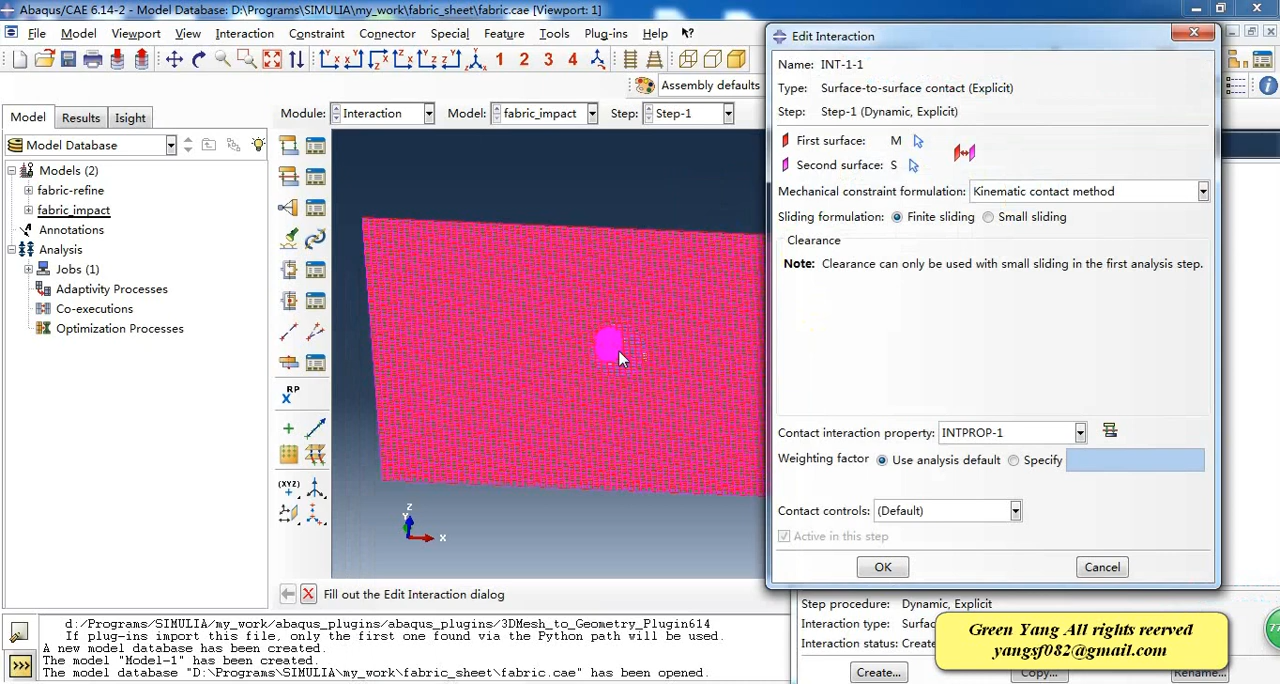 Abaqus/CAE 6.14-2 - Model Database: D:\Programs\SIMULIA\my_work\fabric_sheet\fabric.cae [Viewport: 1]
File Model Viewport View Interaction Constraint Connector Special Feature Tools Plug-ins Help
1 2 3 4
Assembly defaults
Model Results Isight
Module: Interaction Model: fabric_impact Step: Step-1
Model Database
Models (2)
fabric-refine
fabric_impact
Annotations
Analysis
Jobs (1)
Adaptivity Processes
Co-executions
Optimization Processes
RP
(XYZ)
Z
Y
X
Edit Interaction
Name: INT-1-1
Type: Surface-to-surface contact (Explicit)
Step: Step-1 (Dynamic, Explicit)
First surface: M
Second surface: S
Mechanical constraint formulation: Kinematic contact method
Sliding formulation: Finite sliding Small sliding
Clearance
Note: Clearance can only be used with small sliding in the first analysis step.
Contact interaction property: INTPROP-1
Weighting factor Use analysis default Specify
Contact controls: (Default)
Active in this step
OK Cancel
Fill out the Edit Interaction dialog
Step procedure: Dynamic, Explicit
Interaction type:
Interaction status:
Create... Copy... Rename...
Green Yang All rights reerved
yangyf082@gmail.com
d:/Programs/SIMULIA/my_work/abaqus_plugins/abaqus_plugins/3DMesh_to_Geometry_Plugin614
If plug-ins import this file, only the first one found via the Python path will be used.
A new model database has been created.
The model "Model-1" has been created.
The model database "D:\Programs\SIMULIA\my_work\fabric_sheet\fabric.cae" has been opened.
>>>